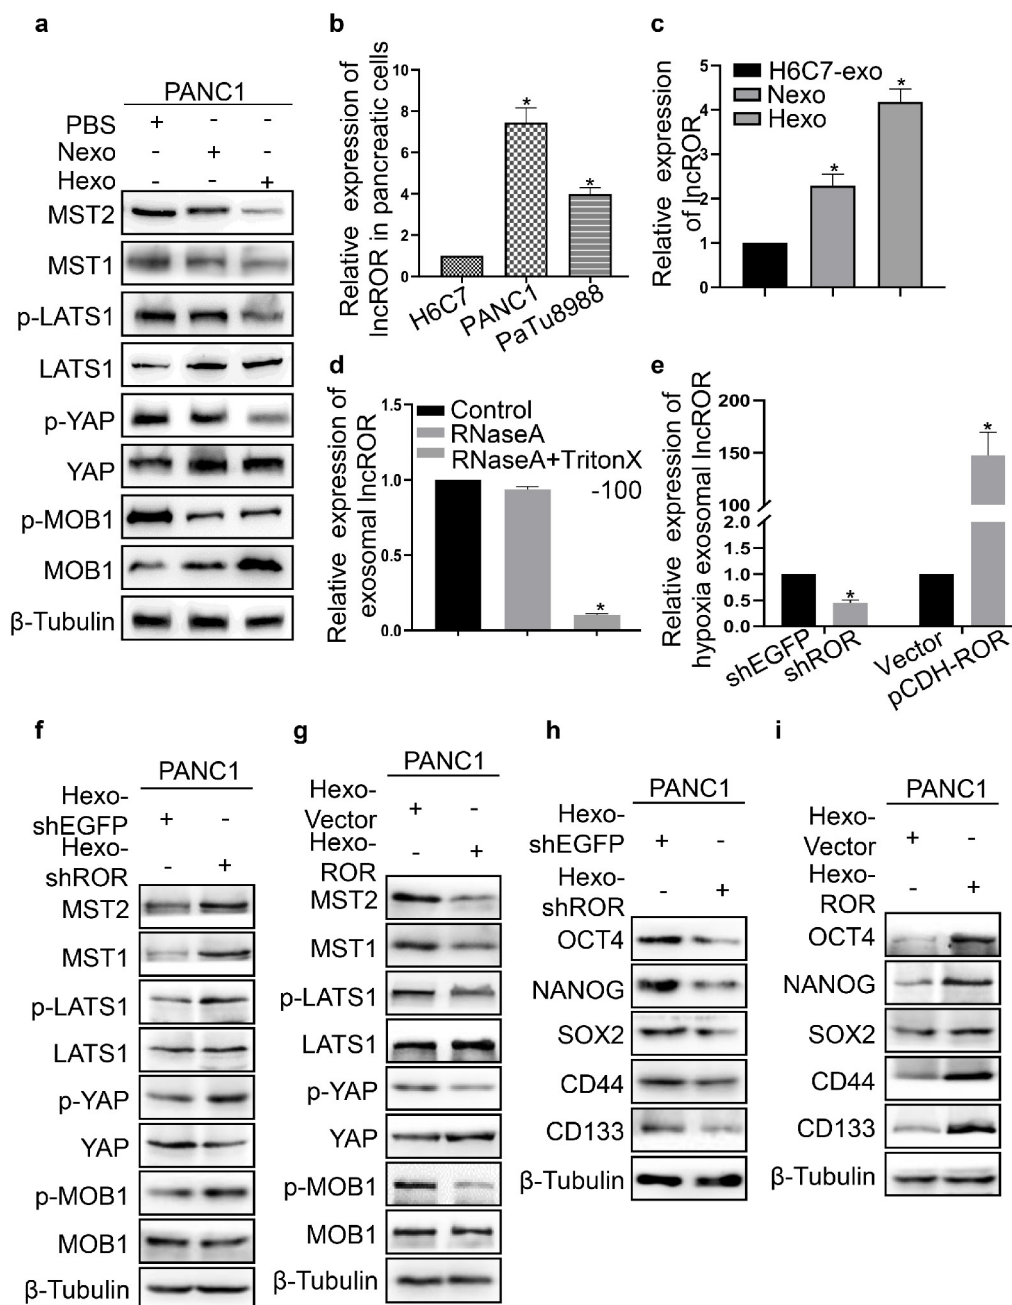 a
PANC1
PBS + - -
Nexo - + -
Hexo - - +
MST2
MST1
p-LATS1
LATS1
p-YAP
YAP
p-MOB1
MOB1
β-Tubulin
b
Relative expression of
lncROR in pancreatic cells
10
8
6
4
2
0
*
*
H6C7
PANC1
PaTu8988
c
Relative expression
of lncROR
5
4
3
2
1
0
H6C7-exo
Nexo
Hexo
*
*
d
Relative expression of
exosomal lncROR
1.5
1.0
0.5
0.0
Control
RNaseA
RNaseA+TritonX
-100
*
e
Relative expression of
hypoxia exosomal lncROR
200
150
100
2.0
1.5
1.0
0.5
0.0
*
*
shEGFP
shROR
Vector
pCDH-ROR
f
PANC1
Hexo-
shEGFP + -
Hexo-
shROR - +
MST2
MST1
p-LATS1
LATS1
p-YAP
YAP
p-MOB1
MOB1
β-Tubulin
g
PANC1
Hexo-
Vector + -
Hexo-
ROR - +
MST2
MST1
p-LATS1
LATS1
p-YAP
YAP
p-MOB1
MOB1
β-Tubulin
h
PANC1
Hexo-
shEGFP + -
Hexo-
shROR - +
OCT4
NANOG
SOX2
CD44
CD133
β-Tubulin
i
PANC1
Hexo-
Vector + -
Hexo-
ROR - +
OCT4
NANOG
SOX2
CD44
CD133
β-Tubulin